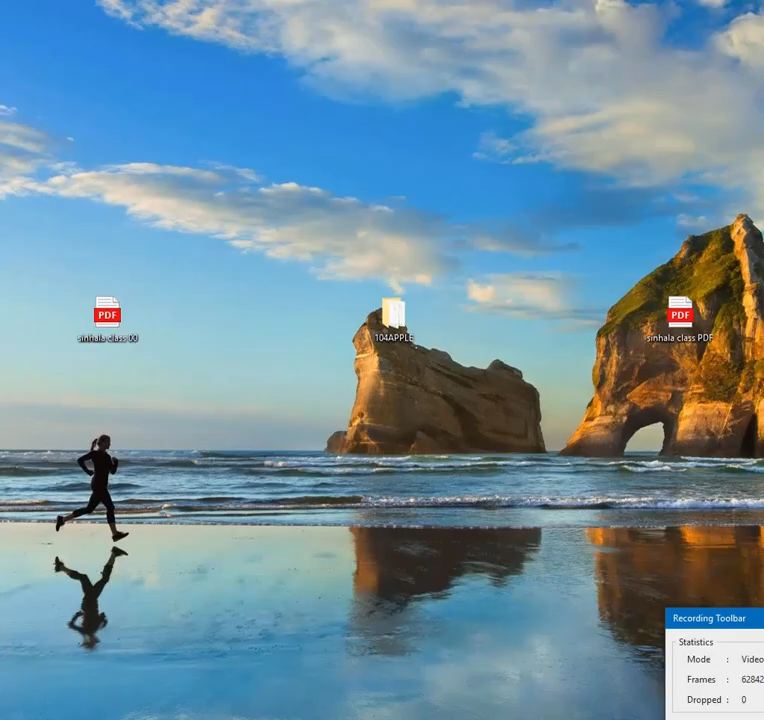 PDF
sinhala class 00
104APPLE
PDF
sinhala class PDF
Recording Toolbar
Statistics
Mode : Video
Frames : 62842
Dropped : 0